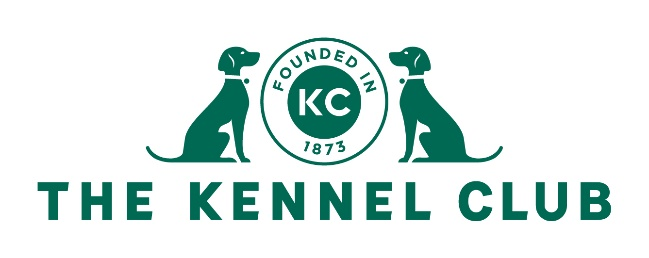 FOUNDED IN
KC
1873
THE KENNEL CLUB